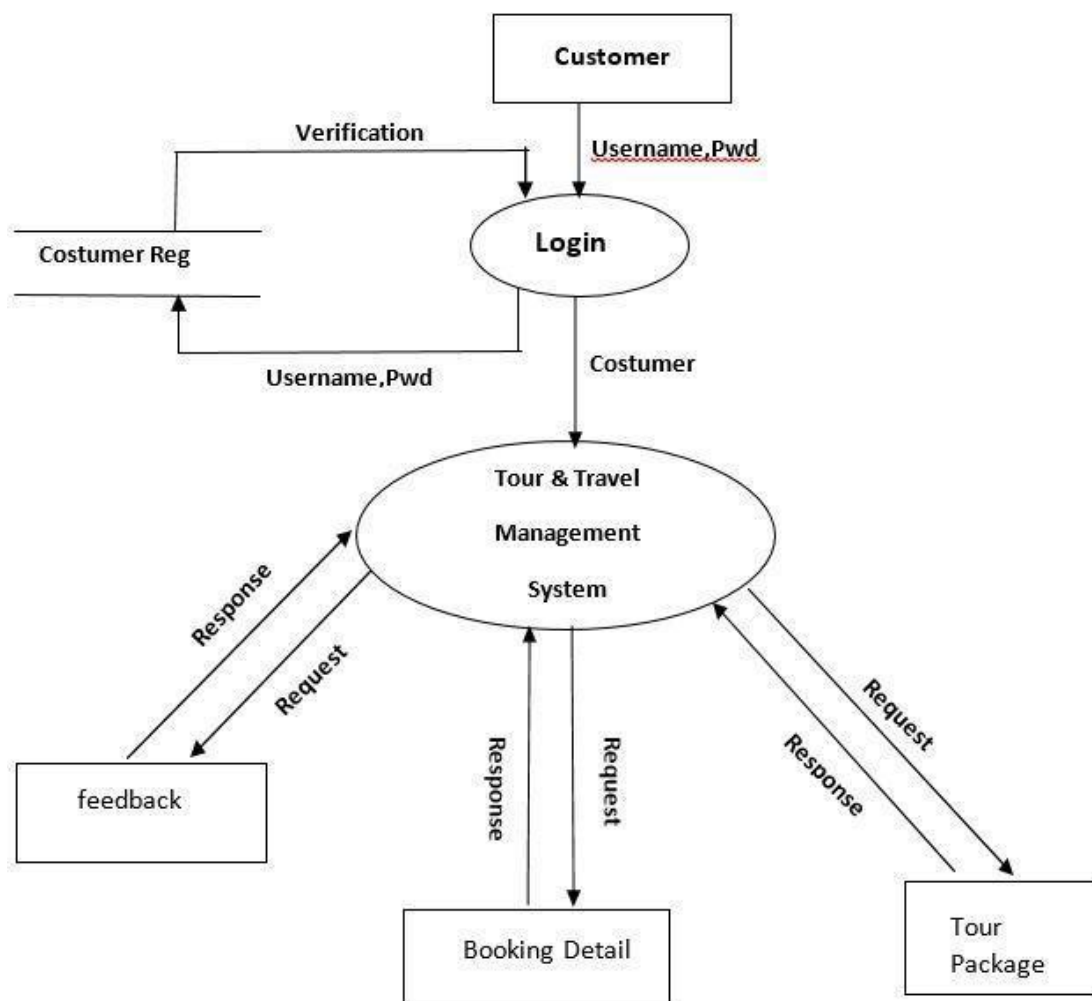 Customer
Verification
Username,Pwd
Login
Costumer Reg
Username,Pwd
Costumer
Tour & Travel
Management
System
Response
Request
Response
Request
Request
Response
feedback
Booking Detail
Tour
Package